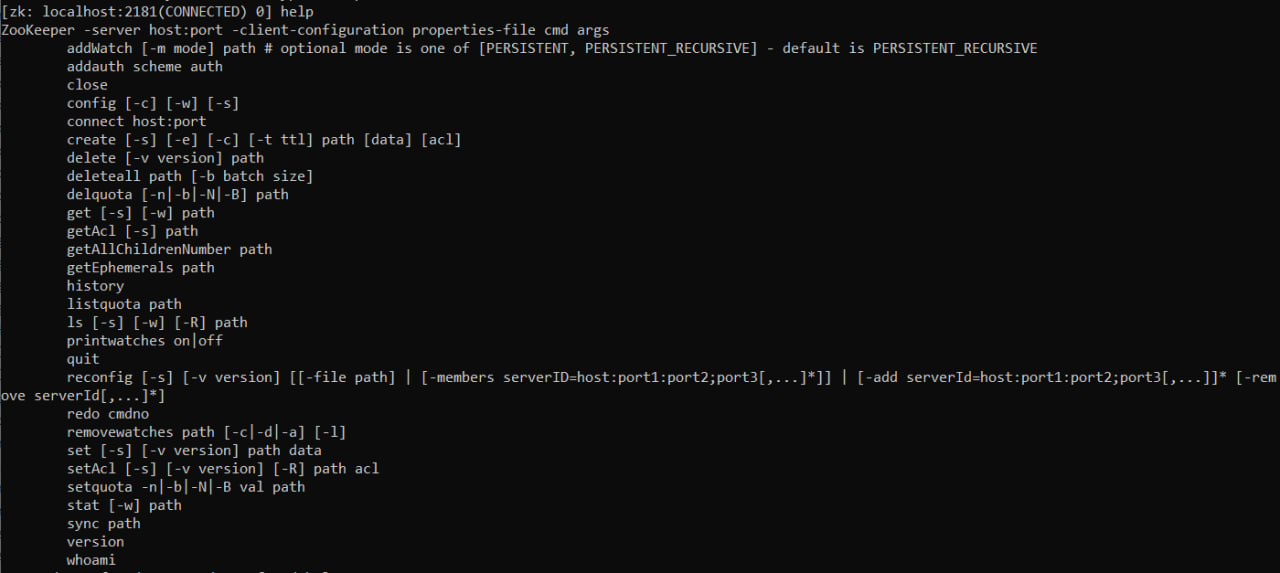 [zk: localhost:2181(CONNECTED) 0] help
ZooKeeper -server host:port -client-configuration properties-file cmd args
addWatch [-m mode] path # optional mode is one of [PERSISTENT, PERSISTENT_RECURSIVE] - default is PERSISTENT_RECURSIVE
addauth scheme auth
close
config [-c] [-w] [-s]
connect host:port
create [-s] [-e] [-c] [-t ttl] path [data] [acl]
delete [-v version] path
deleteall path [-b batch size]
delquota [-n|-b|-N|-B] path
get [-s] [-w] path
getAcl [-s] path
getAllChildrenNumber path
getEphemerals path
history
listquota path
ls [-s] [-w] [-R] path
printwatches on|off
quit
reconfig [-s] [-v version] [[-file path] | [-members serverID=host:port1:port2;port3[,...]*]] | [-add serverId=host:port1:port2;port3[,...]]* [-rem
ove serverId[,...]*]
redo cmdno
removewatches path [-c|-d|-a] [-l]
set [-s] [-v version] path data
setAcl [-s] [-v version] [-R] path acl
setquota -n|-b|-N|-B val path
stat [-w] path
sync path
version
whoami